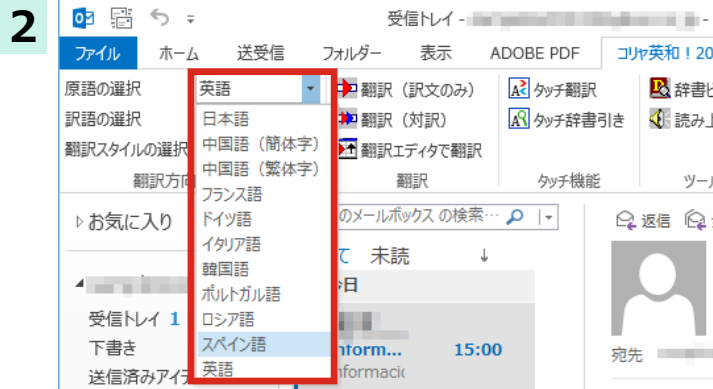 2
受信トレイ -
ファイル ホーム 送受信 フォルダー 表示 ADOBE PDF コリャ英和！20
原語の選択 英語 翻訳（訳文のみ） タッチ翻訳 辞書ビ
訳語の選択 日本語 翻訳（対訳） タッチ辞書引き 読み上
翻訳スタイルの選択 中国語（簡体字） 翻訳エディタで翻訳
中国語（繁体字）
翻訳方向 翻訳 タッチ機能 ツール
フランス語
お気に入り ドイツ語 のメールボックス の検索… 返信
イタリア語 て 未読 ↓
韓国語 今日
ポルトガル語
受信トレイ 1 ロシア語
下書き スペイン語 nform... 15:00 宛先
送信済みアイテ 英語 nformació